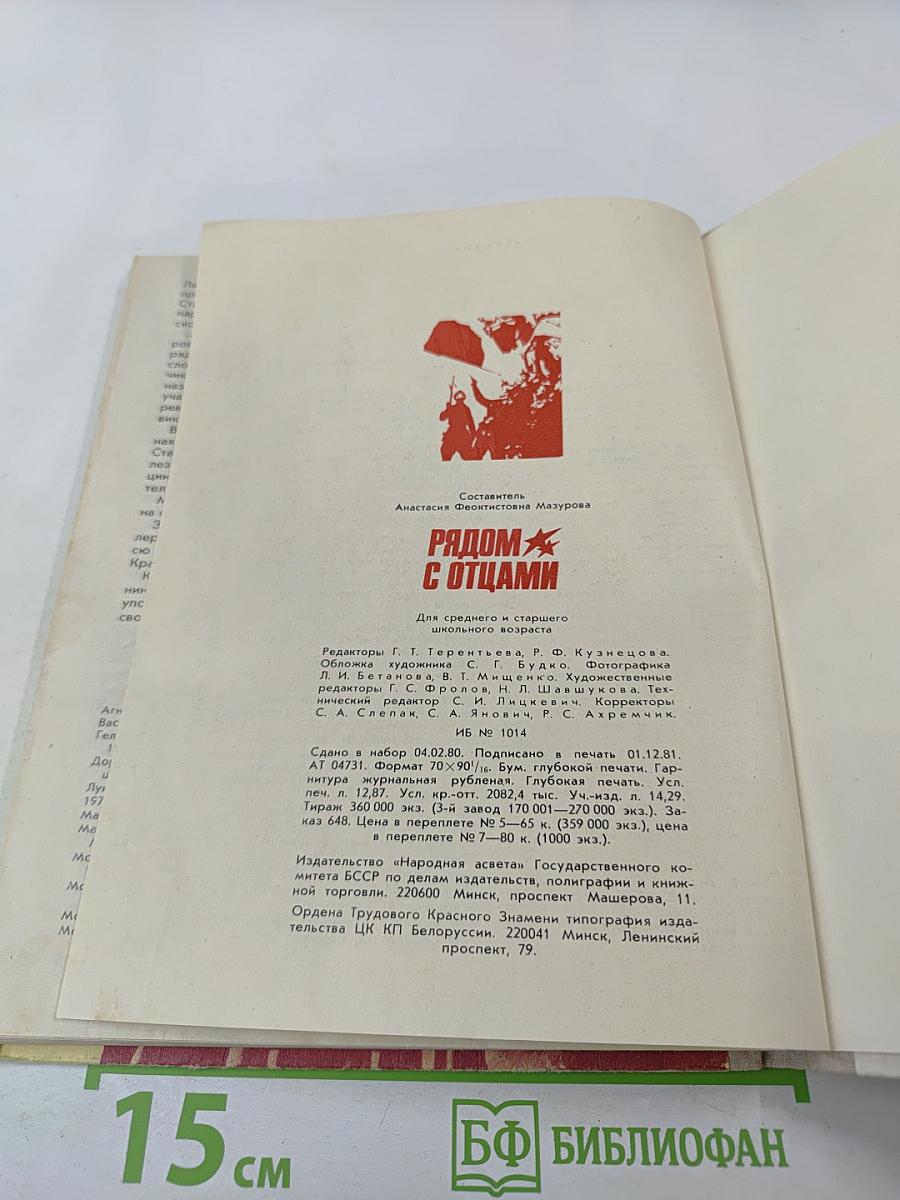 Составитель
Анастасия Феоктистовна Мазурова
РЯДОМ
С ОТЦАМИ
Для среднего и старшего
школьного возраста
Редакторы Г. Т. Терентьева, Р. Ф. Кузнецова.
Обложка художника С. Г. Будко. Фотографика
Л. И. Бетанова, В. Т. Мищенко. Художественные
редакторы Г. С. Фролов, Н. Л. Шавшукова. Тех-
нический редактор С. И. Лицкевич. Корректоры
С. А. Слепак, С. А. Янович, Р. С. Ахремчик.
ИБ № 1014
Сдано в набор 04.02.80. Подписано в печать 01.12.81.
АТ 04731. Формат 70×90¹/₁₆. Бум. глубокой печати. Гар-
нитура журнальная рубленая. Глубокая печать. Усл.
печ. л. 12,87. Усл. кр.-отт. 2082,4 тыс. Уч.-изд. л. 14,29.
Тираж 360 000 экз. (3-й завод 170 001—270 000 экз.). За-
каз 648. Цена в переплете № 5—65 к. (359 000 экз.), цена
в переплете № 7—80 к. (1000 экз.).
Издательство «Народная асвета» Государственного ко-
митета БССР по делам издательств, полиграфии и книж-
ной торговли. 220600 Минск, проспект Машерова, 11.
Ордена Трудового Красного Знамени типография изда-
тельства ЦК КП Белоруссии. 220041 Минск, Ленинский
проспект, 79.
15 см
БФ БИБЛИОФАН